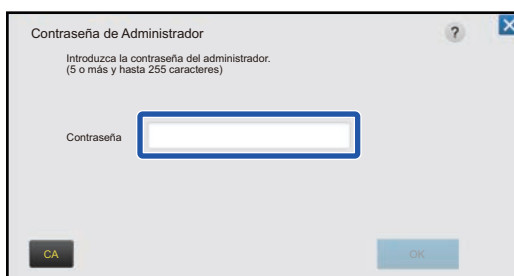 Contraseña de Administrador
?
Introduzca la contraseña del administrador.
(5 o más y hasta 255 caracteres)
Contraseña
CA
OK